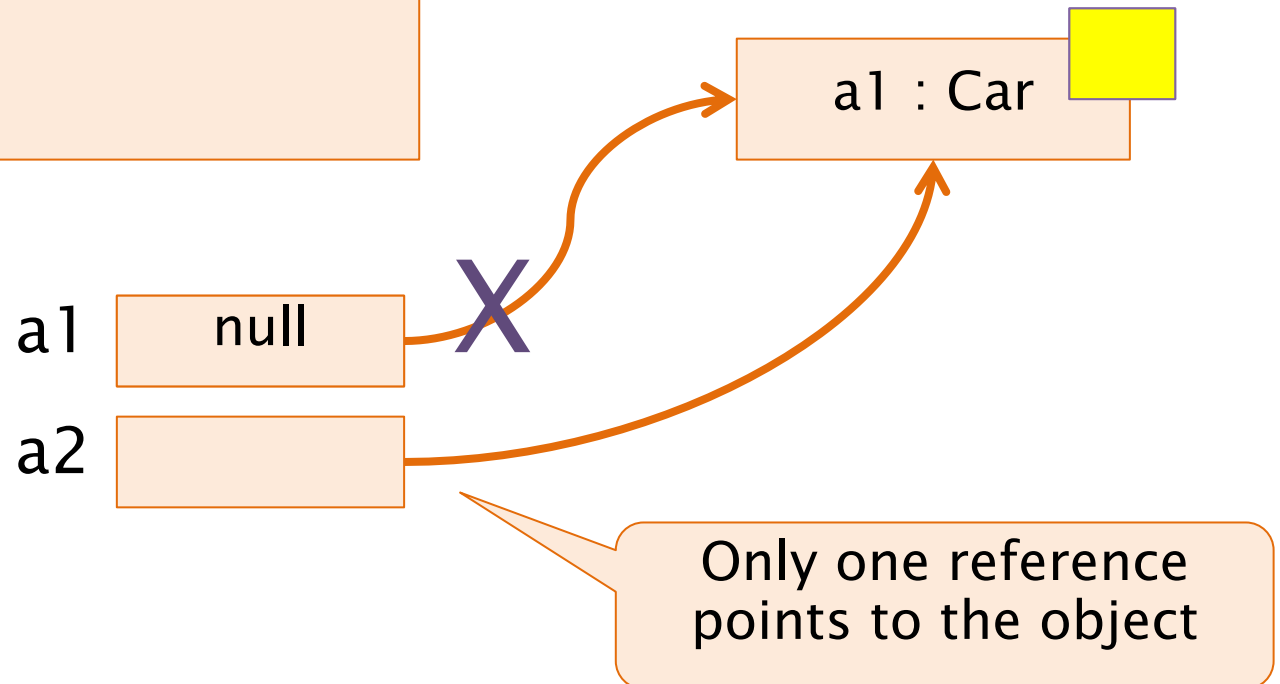 a1 : Car
a1
null
X
a2
Only one reference
points to the object